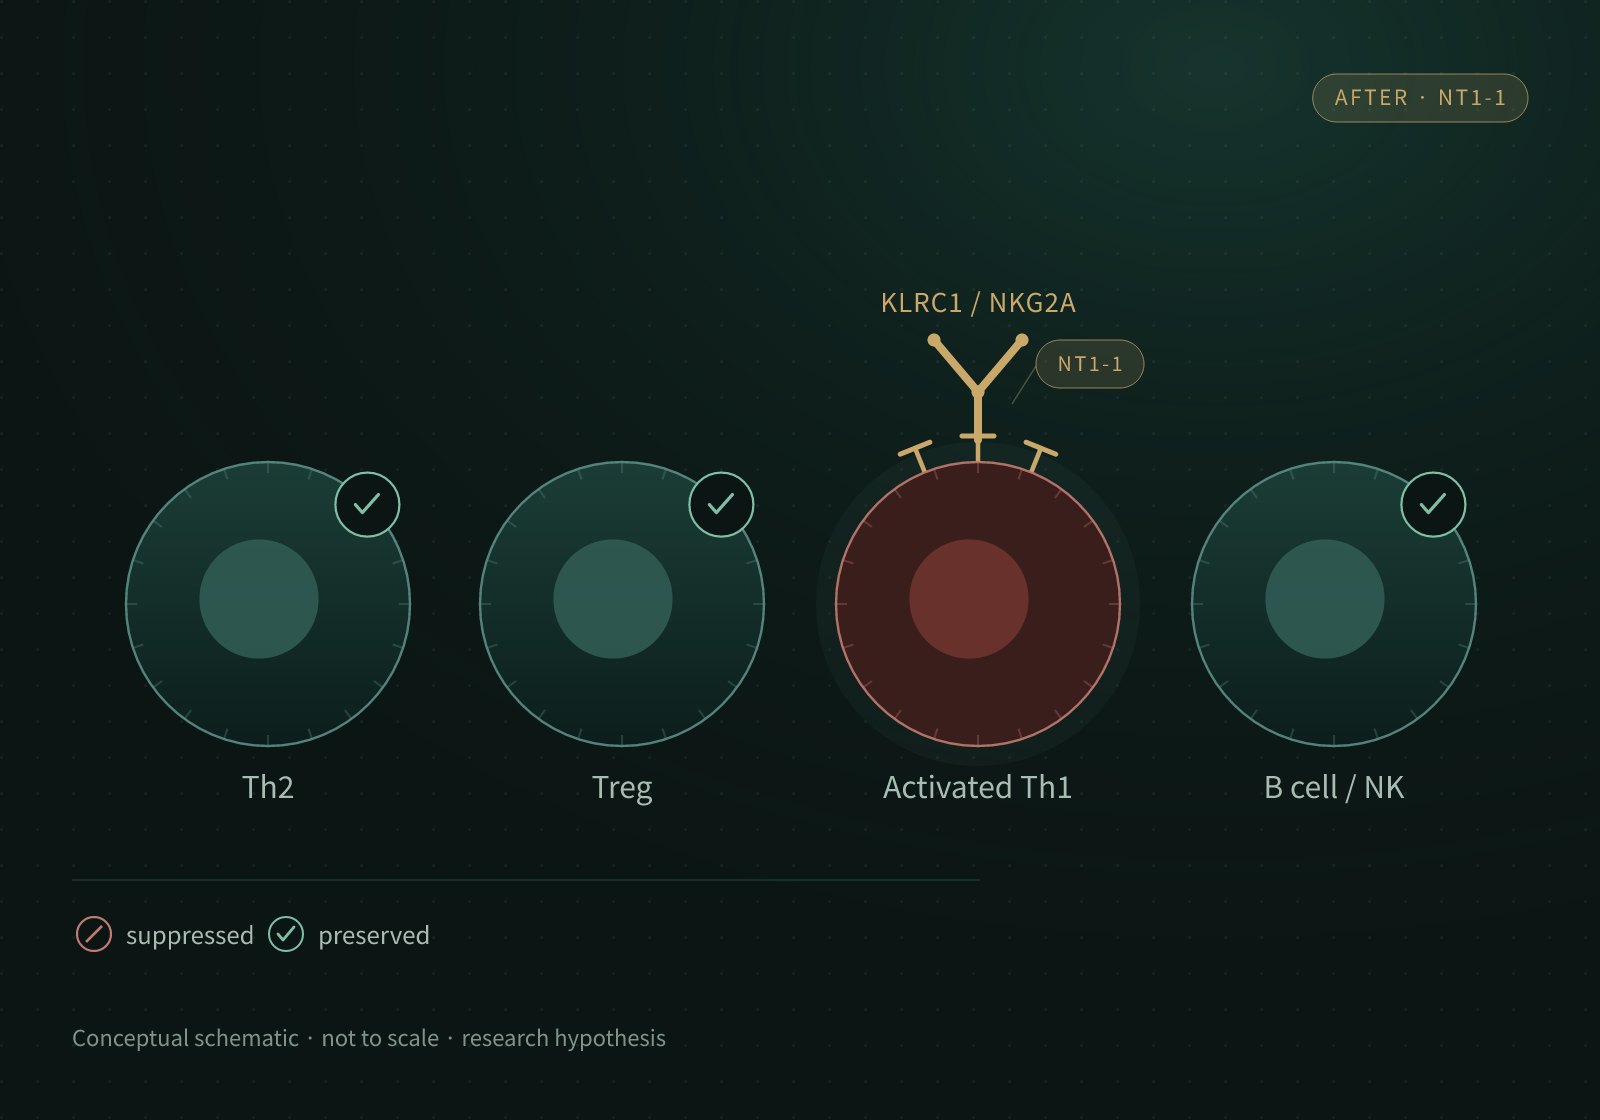 AFTER · NT1-1
KLRC1 / NKG2A
NT1-1
Th2
Treg
Activated Th1
B cell / NK
suppressed
preserved
Conceptual schematic · not to scale · research hypothesis